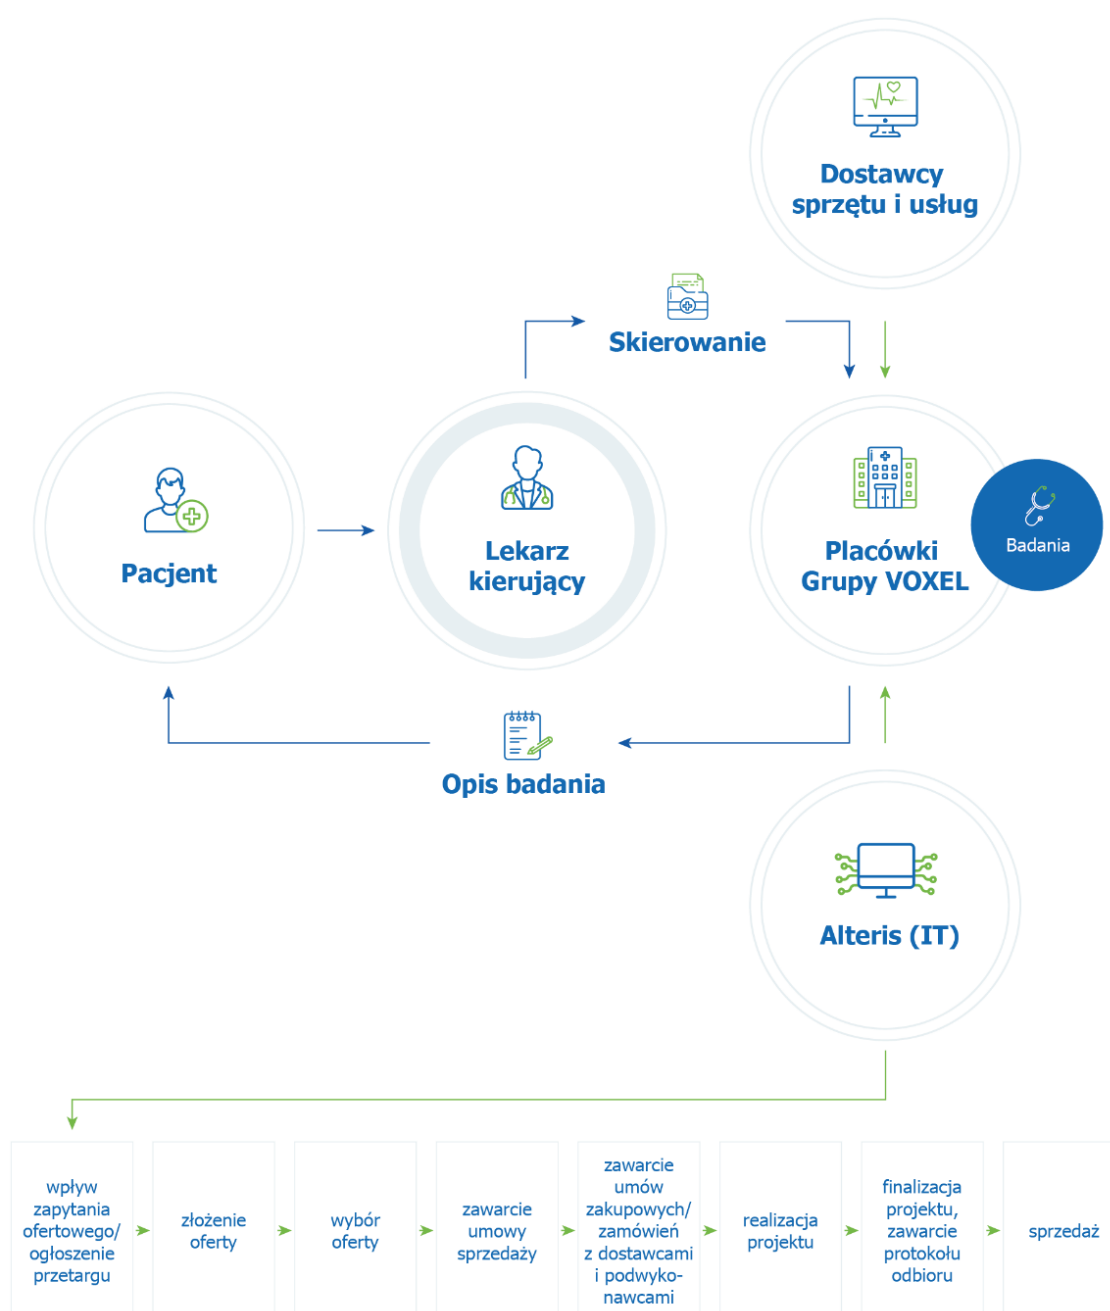 Dostawcy
sprzętu i usług
Skierowanie
Pacjent
Lekarz
kierujący
Placówki
Grupy VOXEL
Badania
Opis badania
Alteris (IT)
wpływ
zapytania
ofertowego/
ogłoszenie
przetargu
złożenie
oferty
wybór
oferty
zawarcie
umowy
sprzedaży
zawarcie
umów
zakupowych/
zamówień
z dostawcami
i podwyko-
nawcami
realizacja
projektu
finalizacja
projektu,
zawarcie
protokołu
odbioru
sprzedaż